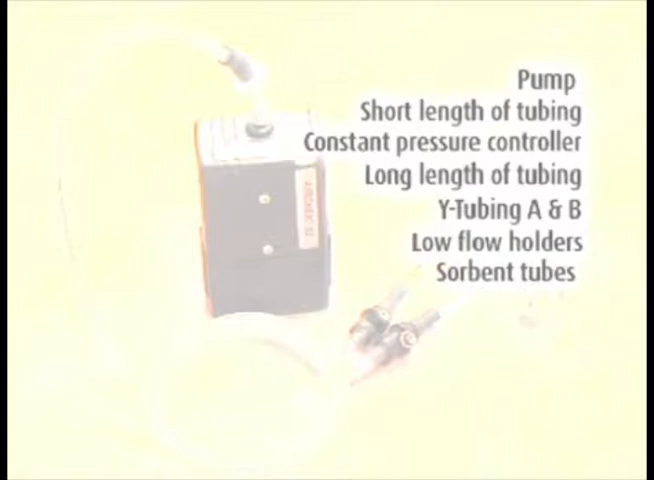 Pump
Short length of tubing
Constant pressure controller
Long length of tubing
Y-Tubing A & B
Low flow holders
Sorbent tubes